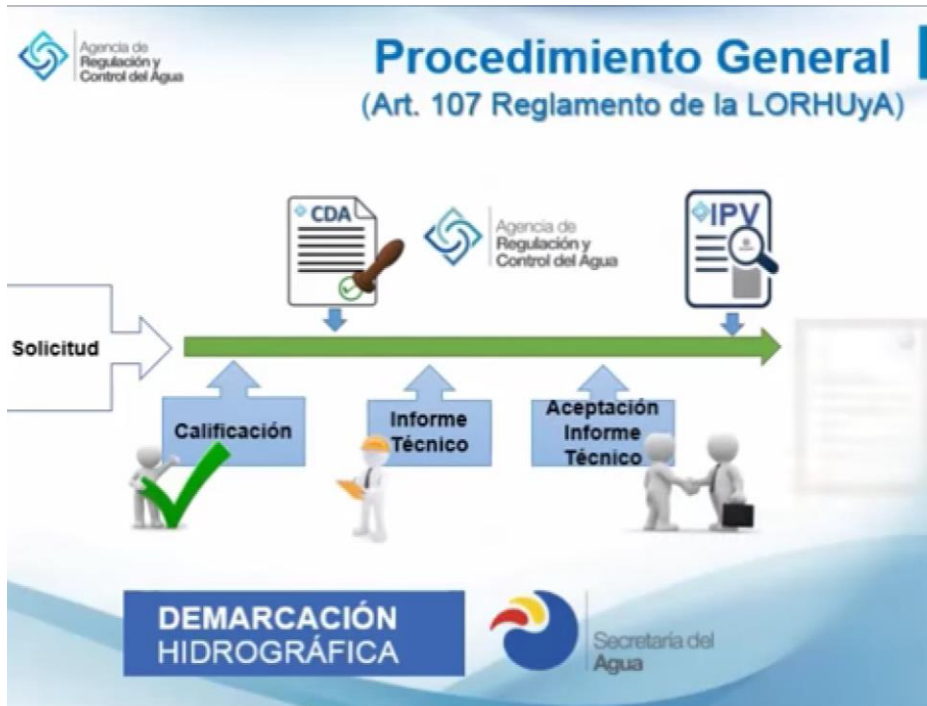 Agencia de
Regulación y
Control del Agua
Procedimiento General
(Art. 107 Reglamento de la LORHUyA)
CDA
Agencia de
Regulación y
Control del Agua
IPV
Solicitud
Calificación
Informe
Técnico
Aceptación
Informe
Técnico
DEMARCACIÓN
HIDROGRÁFICA
Secretaría del
Agua